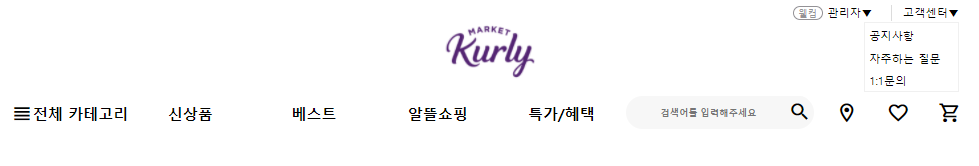 웰컴 관리자▼ 고객센터▼
공지사항
자주하는 질문
1:1문의
MARKET
Kurly
전체 카테고리 신상품 베스트 알뜰쇼핑 특가/혜택 검색어를 입력해주세요